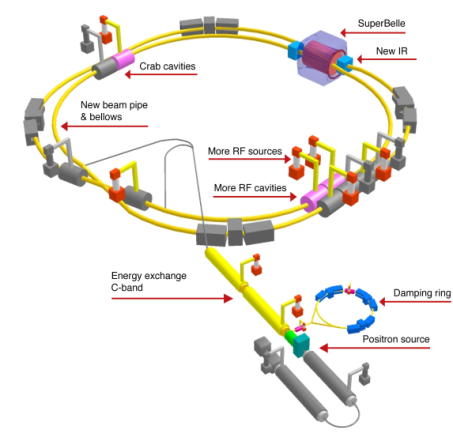 SuperBelle
New IR
Crab cavities
New beam pipe
& bellows
More RF sources
More RF cavities
Energy exchange
C-band
Damping ring
Positron source